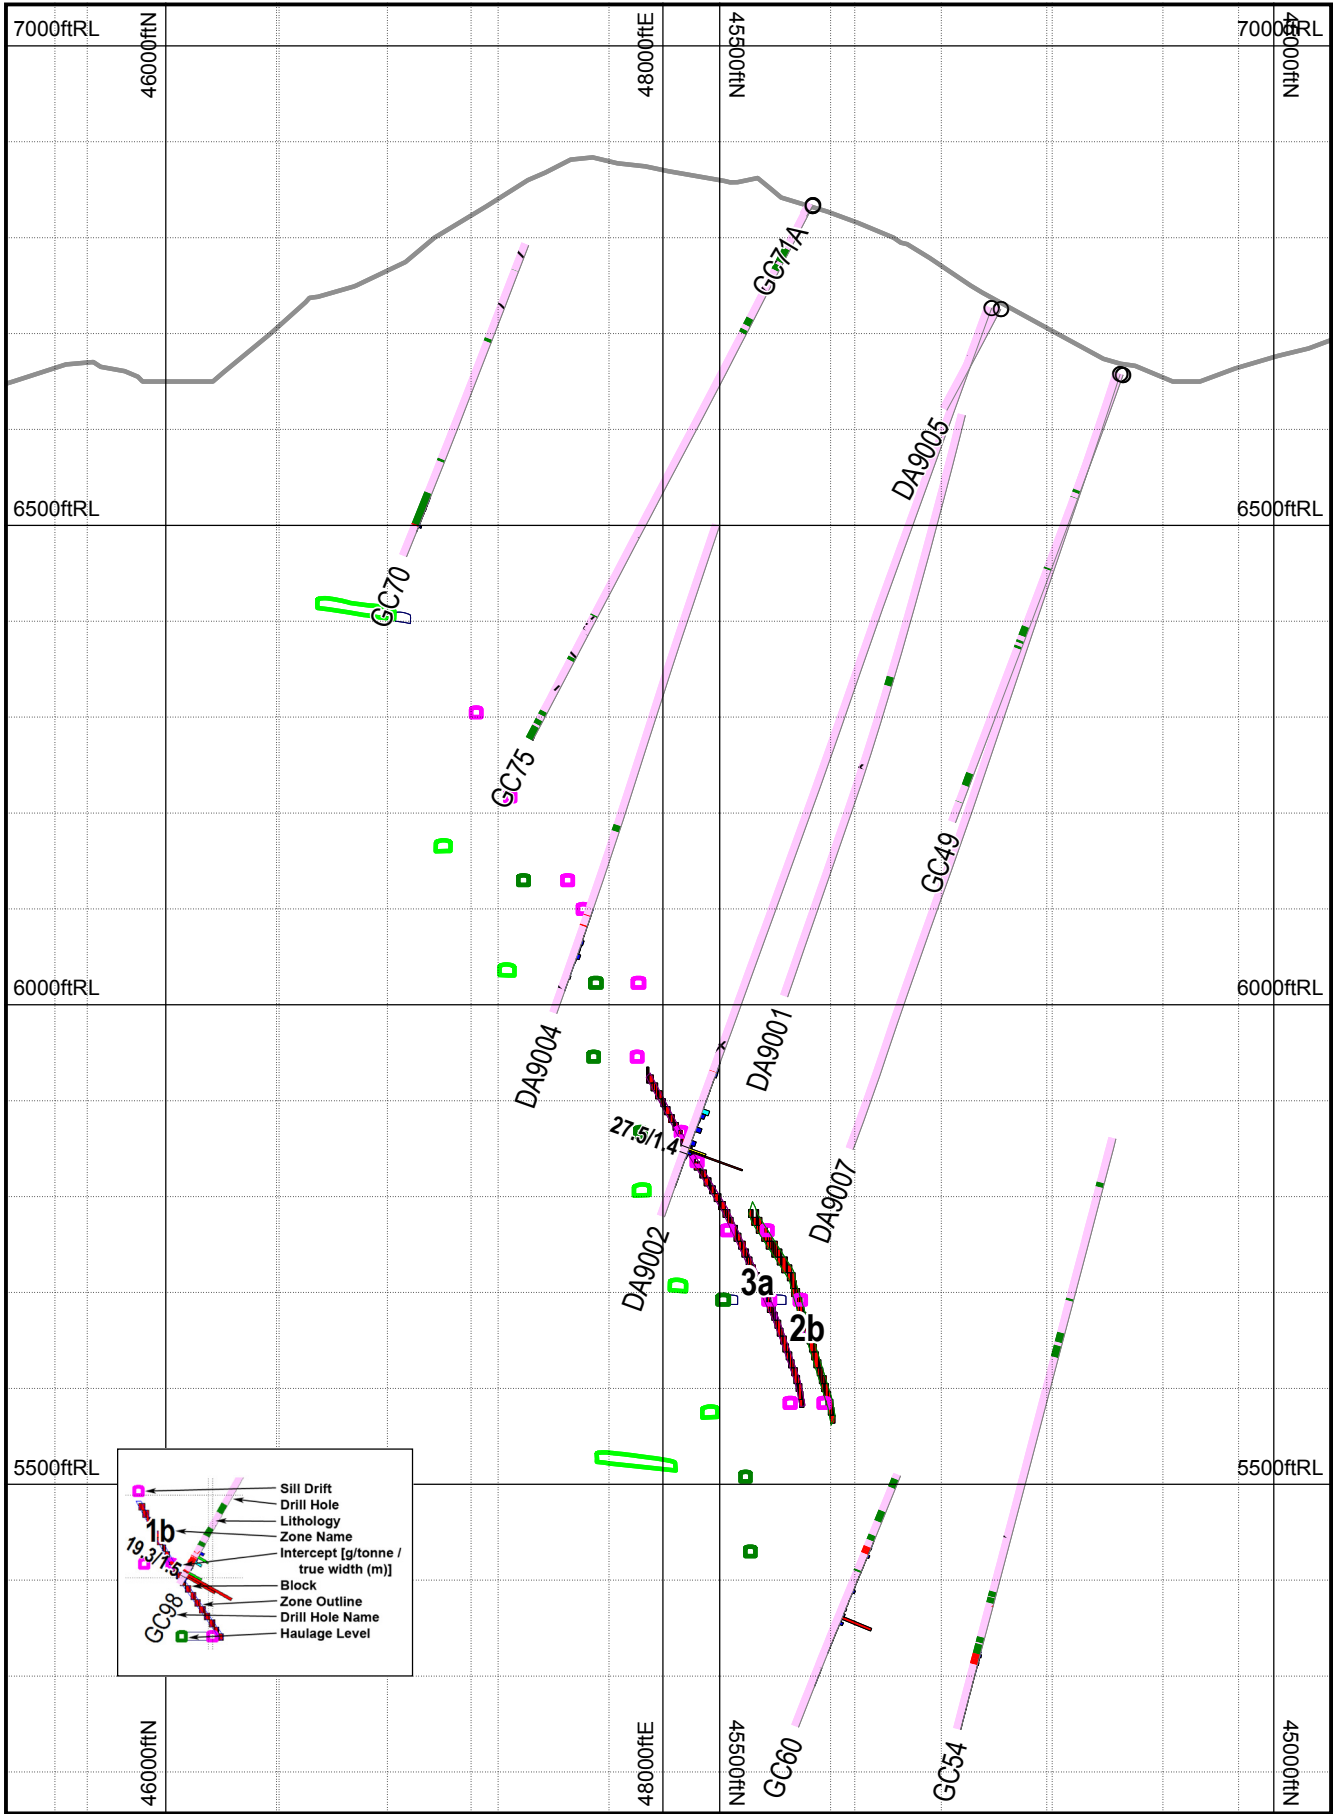 7000ftRL
46000ftN
48000ftE
45500ftN
7000ftRL
45000ftN
GC71A
DA9005
6500ftRL
6500ftRL
GC70
GC75
GC49
6000ftRL
6000ftRL
DA9004
DA9001
27.5/1.4
DA9007
DA9002
3a
2b
5500ftRL
5500ftRL
Sill Drift
Drill Hole
Lithology
1b
Zone Name
19.3/1.5
Intercept [g/tonne /
true width (m)]
Block
Zone Outline
GC98
Drill Hole Name
Haulage Level
46000ftN
48000ftE
45500ftN
GC60
GC54
45000ftN